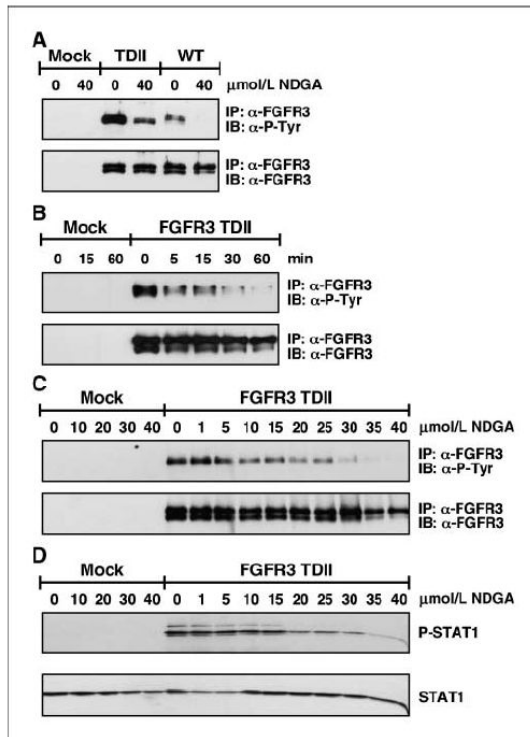 A
Mock TDII WT
0 40 0 40 0 40 μmol/L NDGA
IP: α-FGFR3
IB: α-P-Tyr
IP: α-FGFR3
IB: α-FGFR3
B
Mock FGFR3 TDII
0 15 60 0 5 15 30 60 min
IP: α-FGFR3
IB: α-P-Tyr
IP: α-FGFR3
IB: α-FGFR3
C
Mock FGFR3 TDII
0 10 20 30 40 0 1 5 10 15 20 25 30 35 40 μmol/L NDGA
IP: α-FGFR3
IB: α-P-Tyr
IP: α-FGFR3
IB: α-FGFR3
D
Mock FGFR3 TDII
0 10 20 30 40 0 1 5 10 15 20 25 30 35 40 μmol/L NDGA
P-STAT1
STAT1